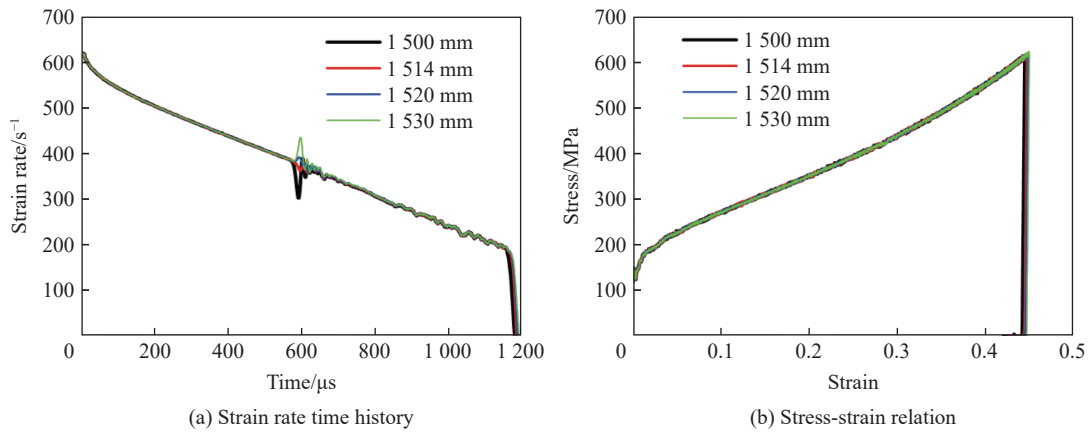 700
600
500
400
300
200
100
0
200
400
600
800
1 000
1 200
Strain rate/s⁻¹
Time/μs
1 500 mm
1 514 mm
1 520 mm
1 530 mm
(a) Strain rate time history
700
600
500
400
300
200
100
0
0.1
0.2
0.3
0.4
0.5
Stress/MPa
Strain
1 500 mm
1 514 mm
1 520 mm
1 530 mm
(b) Stress-strain relation